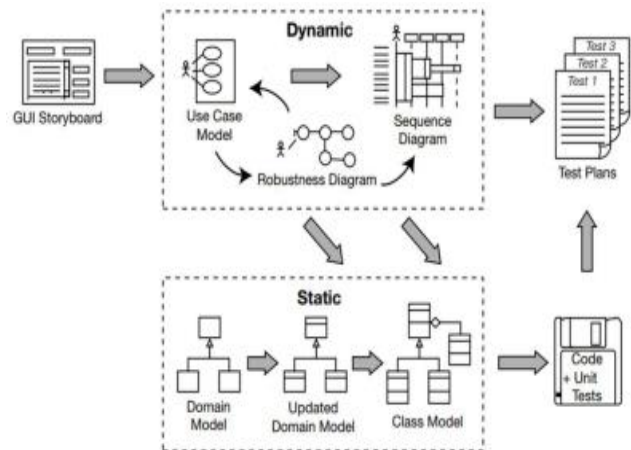 Dynamic
GUI Storyboard
Use Case
Model
Robustness Diagram
Sequence
Diagram
Test 3
Test 2
Test 1
Test Plans
Static
Domain
Model
Updated
Domain Model
Class Model
Code
+ Unit
Tests